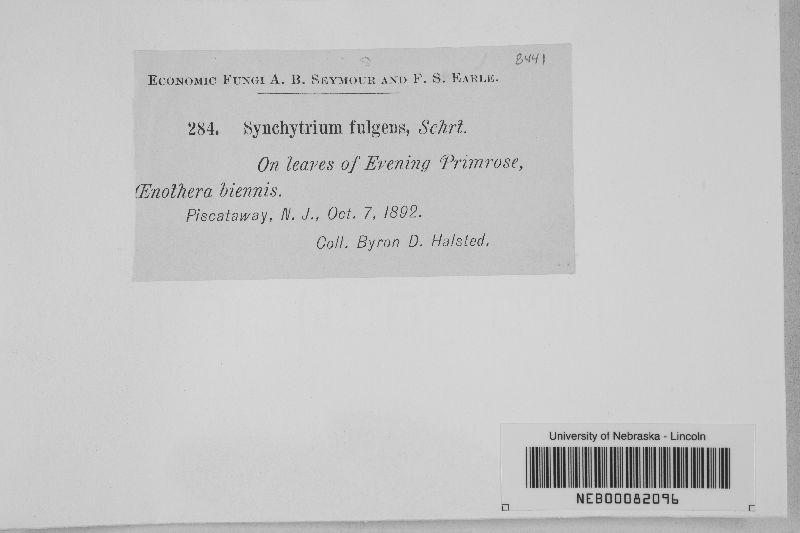 8441
Economic Fungi A. B. Seymour and F. S. Earle.
284. Synchytrium fulgens, Schrt.
On leaves of Evening Primrose,
Œnothera biennis.
Piscataway, N. J., Oct. 7, 1892.
Coll. Byron D. Halsted.
University of Nebraska - Lincoln
NEB00082096